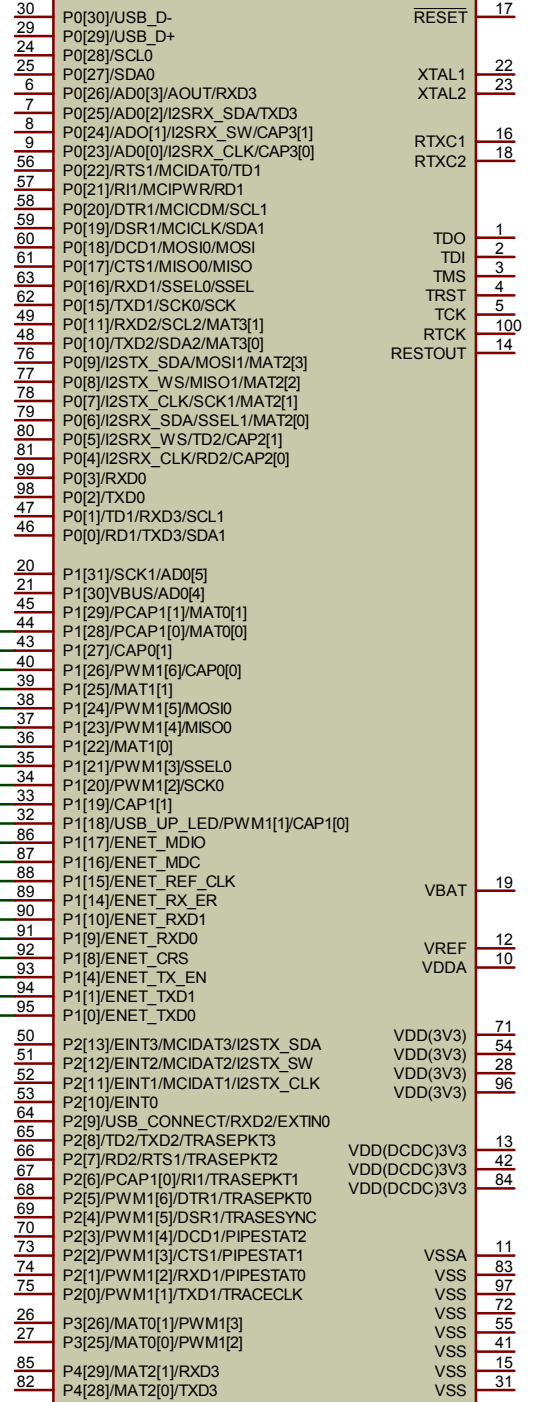 30 P0[30]/USB_D- RESET 17
29 P0[29]/USB_D+
24 P0[28]/SCL0
25 P0[27]/SDA0 XTAL1 22
6 P0[26]/AD0[3]/AOUT/RXD3 XTAL2 23
7 P0[25]/AD0[2]/I2SRX_SDA/TXD3
8 P0[24]/ADO[1]/I2SRX_SW/CAP3[1] RTXC1 16
9 P0[23]/AD0[0]/I2SRX_CLK/CAP3[0] RTXC2 18
56 P0[22]/RTS1/MCIDAT0/TD1
57 P0[21]/RI1/MCIPWR/RD1
58 P0[20]/DTR1/MCICDM/SCL1
59 P0[19]/DSR1/MCICLK/SDA1
60 P0[18]/DCD1/MOSI0/MOSI TDO 1
61 P0[17]/CTS1/MISO0/MISO TDI 2
63 P0[16]/RXD1/SSEL0/SSEL TMS 3
62 P0[15]/TXD1/SCK0/SCK TRST 4
49 P0[11]/RXD2/SCL2/MAT3[1] TCK 5
48 P0[10]/TXD2/SDA2/MAT3[0] RTCK 100
76 P0[9]/I2STX_SDA/MOSI1/MAT2[3] RESTOUT 14
77 P0[8]/I2STX_WS/MISO1/MAT2[2]
78 P0[7]/I2STX_CLK/SCK1/MAT2[1]
79 P0[6]/I2SRX_SDA/SSEL1/MAT2[0]
80 P0[5]/I2SRX_WS/TD2/CAP2[1]
81 P0[4]/I2SRX_CLK/RD2/CAP2[0]
99 P0[3]/RXD0
98 P0[2]/TXD0
47 P0[1]/TD1/RXD3/SCL1
46 P0[0]/RD1/TXD3/SDA1
20 P1[31]/SCK1/AD0[5]
21 P1[30]VBUS/AD0[4]
45 P1[29]/PCAP1[1]/MAT0[1]
44 P1[28]/PCAP1[0]/MAT0[0]
43 P1[27]/CAP0[1]
40 P1[26]/PWM1[6]/CAP0[0]
39 P1[25]/MAT1[1]
38 P1[24]/PWM1[5]/MOSI0
37 P1[23]/PWM1[4]/MISO0
36 P1[22]/MAT1[0]
35 P1[21]/PWM1[3]/SSEL0
34 P1[20]/PWM1[2]/SCK0
33 P1[19]/CAP1[1]
32 P1[18]/USB_UP_LED/PWM1[1]/CAP1[0]
86 P1[17]/ENET_MDIO
87 P1[16]/ENET_MDC
88 P1[15]/ENET_REF_CLK
89 P1[14]/ENET_RX_ER VBAT 19
90 P1[10]/ENET_RXD1
91 P1[9]/ENET_RXD0
92 P1[8]/ENET_CRS VREF 12
93 P1[4]/ENET_TX_EN VDDA 10
94 P1[1]/ENET_TXD1
95 P1[0]/ENET_TXD0
50 P2[13]/EINT3/MCIDAT3/I2STX_SDA VDD(3V3) 71
51 P2[12]/EINT2/MCIDAT2/I2STX_SW VDD(3V3) 54
52 P2[11]/EINT1/MCIDAT1/I2STX_CLK VDD(3V3) 28
53 P2[10]/EINT0 VDD(3V3) 96
64 P2[9]/USB_CONNECT/RXD2/EXTIN0
65 P2[8]/TD2/TXD2/TRASEPKT3
66 P2[7]/RD2/RTS1/TRASEPKT2 VDD(DCDC)3V3 13
67 P2[6]/PCAP1[0]/RI1/TRASEPKT1 VDD(DCDC)3V3 42
68 P2[5]/PWM1[6]/DTR1/TRASEPKT0 VDD(DCDC)3V3 84
69 P2[4]/PWM1[5]/DSR1/TRASESYNC
70 P2[3]/PWM1[4]/DCD1/PIPESTAT2
73 P2[2]/PWM1[3]/CTS1/PIPESTAT1 VSSA 11
74 P2[1]/PWM1[2]/RXD1/PIPESTAT0 VSS 83
75 P2[0]/PWM1[1]/TXD1/TRACECLK VSS 97
26 P3[26]/MAT0[1]/PWM1[3] VSS 72
27 P3[25]/MAT0[0]/PWM1[2] VSS 55
VSS 41
85 P4[29]/MAT2[1]/RXD3 VSS 15
82 P4[28]/MAT2[0]/TXD3 VSS 31